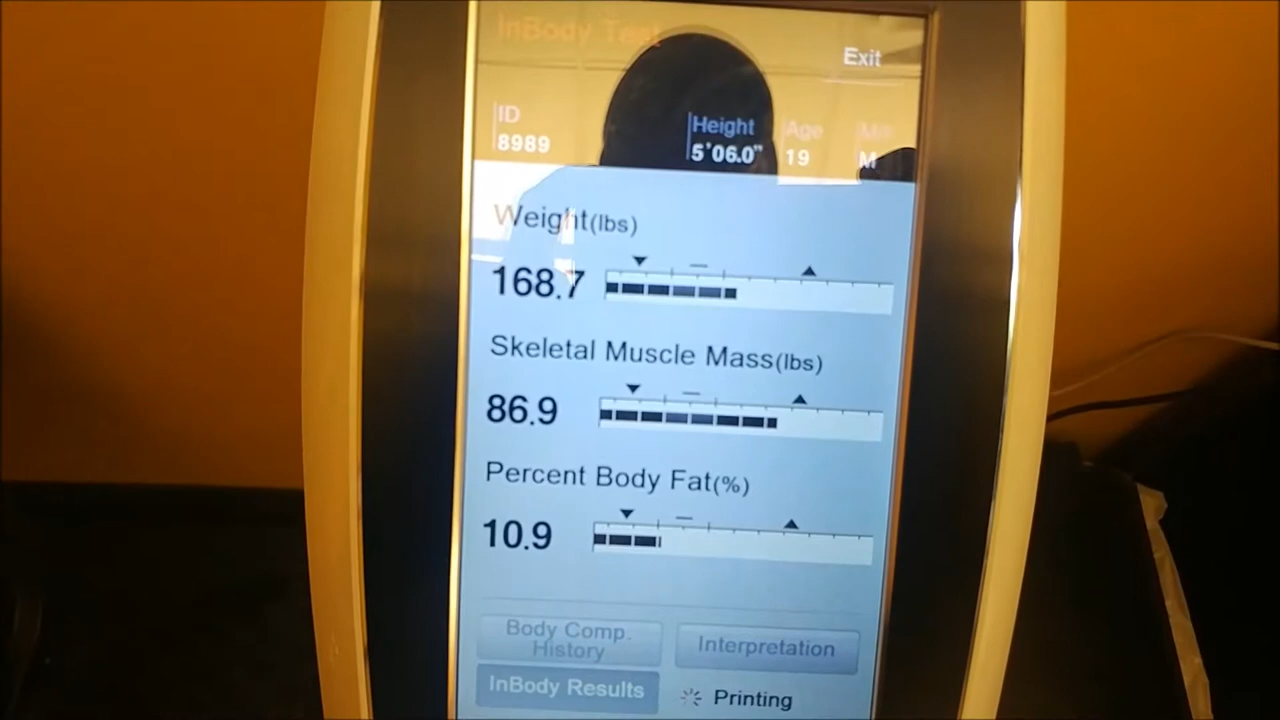 InBody Test
Exit
ID
Height
Age
8989
5'06.0"
19
M
Weight(lbs)
168.7
Skeletal Muscle Mass(lbs)
86.9
Percent Body Fat(%)
10.9
Body Comp.
History
Interpretation
InBody Results
Printing